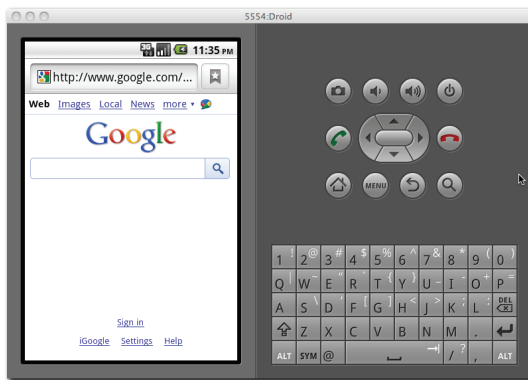 5554:Droid
3G 11:35 PM
http://www.google.com/...
Web Images Local News more ▾
Google
Sign in
iGoogle Settings Help
MENU
1 ! 2 @ 3 # 4 $ 5 % 6 ^ 7 & 8 * 9 ( 0 )
Q | W ~ E " R ` T { Y } U _ I - O + P =
A S \ D ' F [ G ] H < J > K ; L : DEL
Z X C V B N M .
ALT SYM @ →| / ? , ALT